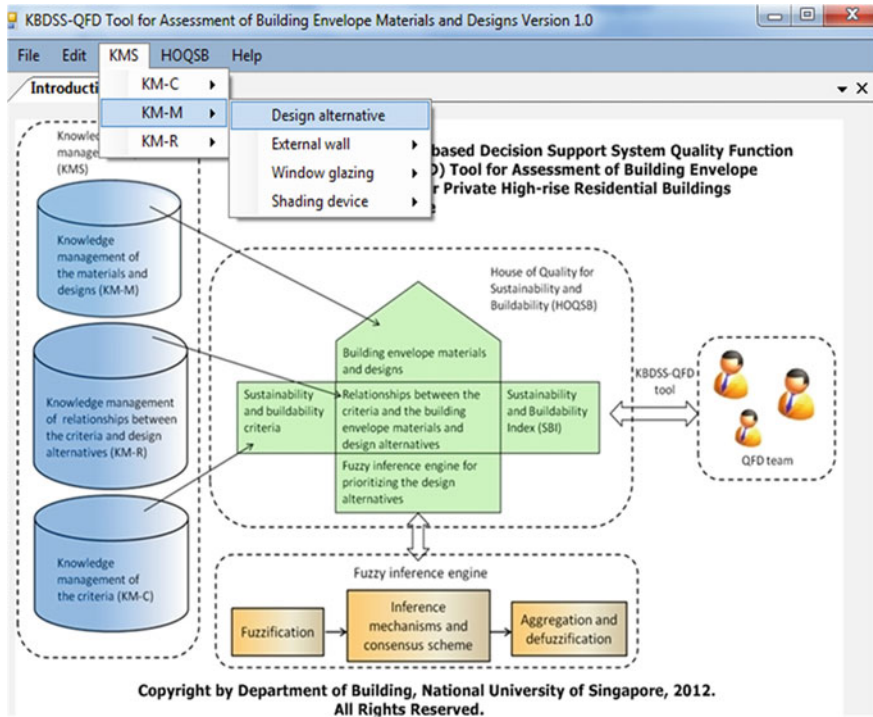 KBDSS-QFD Tool for Assessment of Building Envelope Materials and Designs Version 1.0
File Edit KMS HOQSB Help
Introducti
KM-C
KM-M
KM-R
Design alternative
External wall
Window glazing
Shading device
based Decision Support System Quality Function
) Tool for Assessment of Building Envelope
r Private High-rise Residential Buildings
Knowled
manage
(KMS)
Knowledge
management of
the materials and
designs (KM-M)
Knowledge management
of relationships between
the criteria and design
alternatives (KM-R)
Knowledge
management of
the criteria (KM-C)
House of Quality for
Sustainability and
Buildability (HOQSB)
Building envelope materials
and designs
Sustainability
and buildability
criteria
Relationships between the
criteria and the building
envelope materials and
design alternatives
Sustainability
and Buildability
Index (SBI)
Fuzzy inference engine for
prioritizing the design
alternatives
KBDSS-QFD
tool
QFD team
Fuzzy inference engine
Fuzzification
Inference
mechanisms and
consensus scheme
Aggregation and
defuzzification
Copyright by Department of Building, National University of Singapore, 2012.
All Rights Reserved.